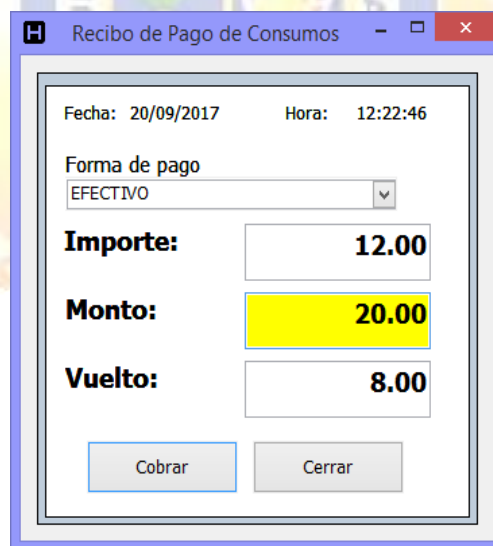 H Recibo de Pago de Consumos
Fecha: 20/09/2017 Hora: 12:22:46
Forma de pago
EFECTIVO
Importe: 12.00
Monto: 20.00
Vuelto: 8.00
Cobrar Cerrar